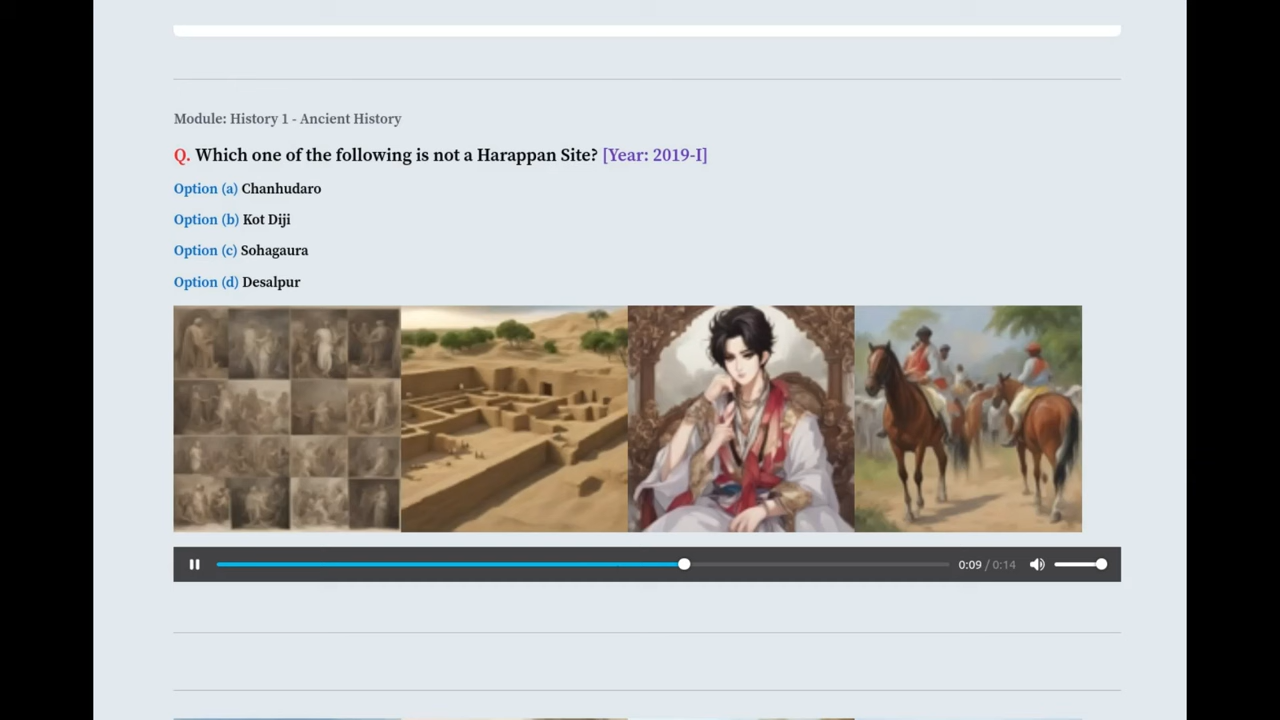 Module: History 1 - Ancient History
Q. Which one of the following is not a Harappan Site? [Year: 2019-I]
Option (a) Chanhudaro
Option (b) Kot Diji
Option (c) Sohagaura
Option (d) Desalpur
0:09 / 0:14